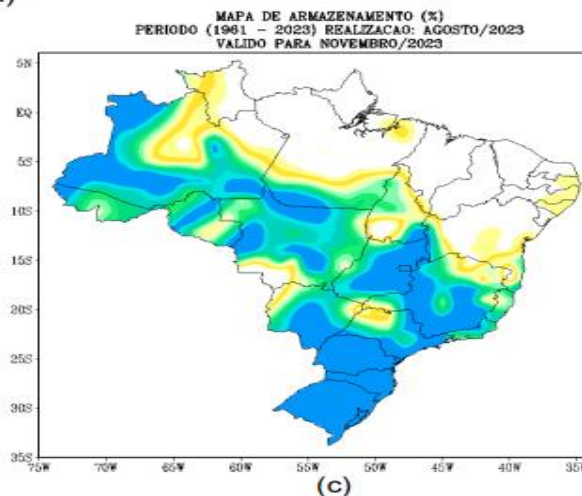 MAPA DE ARMAZENAMENTO (%)
PERIODO (1961 - 2023) REALIZACAO: AGOSTO/2023
VALIDO PARA NOVEMBRO/2023
5N
EQ
5S
10S
15S
20S
25S
30S
35S
75W 70W 65W 60W 55W 50W 45W 40W 35W
(c)